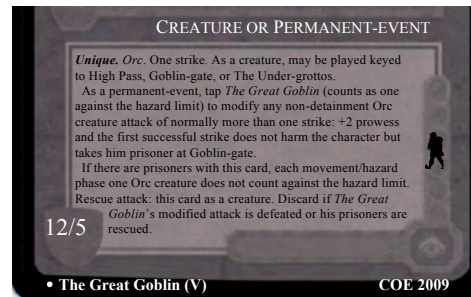 CREATURE OR PERMANENT-EVENT
Unique. Orc. One strike. As a creature, may be played keyed
to High Pass, Goblin-gate, or The Under-grottos.
As a permanent-event, tap The Great Goblin (counts as one
against the hazard limit) to modify any non-detainment Orc
creature attack of normally more than one strike: +2 prowess
and the first successful strike does not harm the character but
takes him prisoner at Goblin-gate.
If there are prisoners with this card, each movement/hazard
phase one Orc creature does not count against the hazard limit.
Rescue attack: this card as a creature. Discard if The Great
Goblin's modified attack is defeated or his prisoners are
rescued.
12/5
• The Great Goblin (V) COE 2009